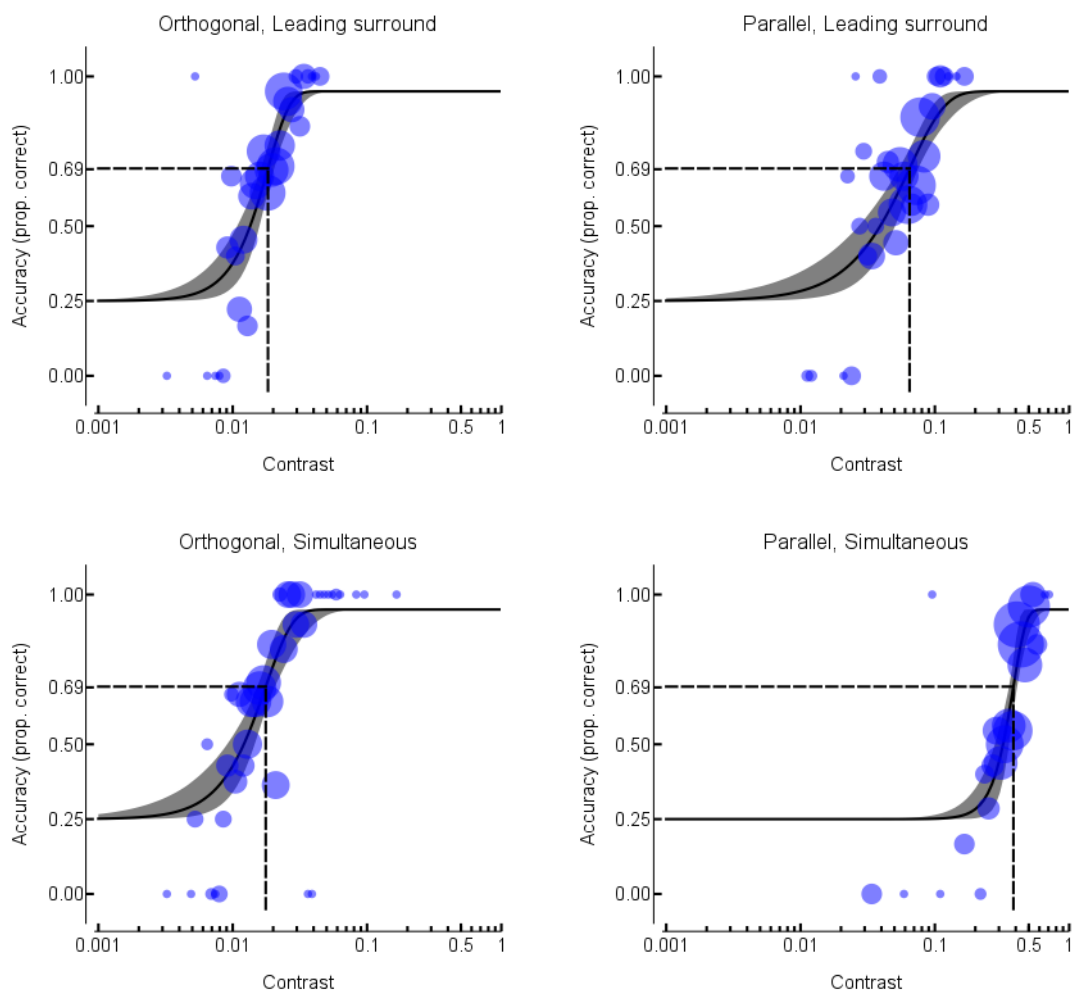 Orthogonal, Leading surround
Accuracy (prop. correct)
1.00
0.69
0.50
0.25
0.00
0.001 0.01 0.1 0.5 1
Contrast
Parallel, Leading surround
Accuracy (prop. correct)
1.00
0.69
0.50
0.25
0.00
0.001 0.01 0.1 0.5 1
Contrast
Orthogonal, Simultaneous
Accuracy (prop. correct)
1.00
0.69
0.50
0.25
0.00
0.001 0.01 0.1 0.5 1
Contrast
Parallel, Simultaneous
Accuracy (prop. correct)
1.00
0.69
0.50
0.25
0.00
0.001 0.01 0.1 0.5 1
Contrast